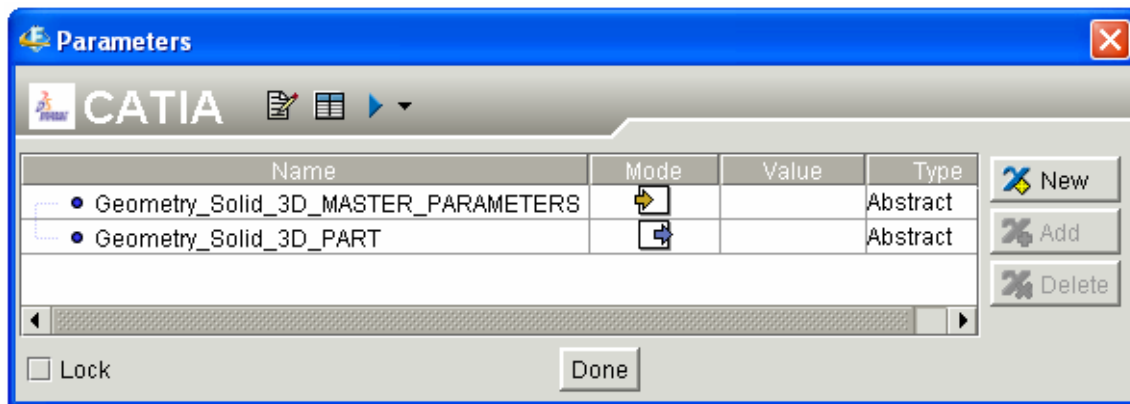 Parameters
CATIA
Name Mode Value Type
Geometry_Solid_3D_MASTER_PARAMETERS Abstract
Geometry_Solid_3D_PART Abstract
New
Add
Delete
Lock Done